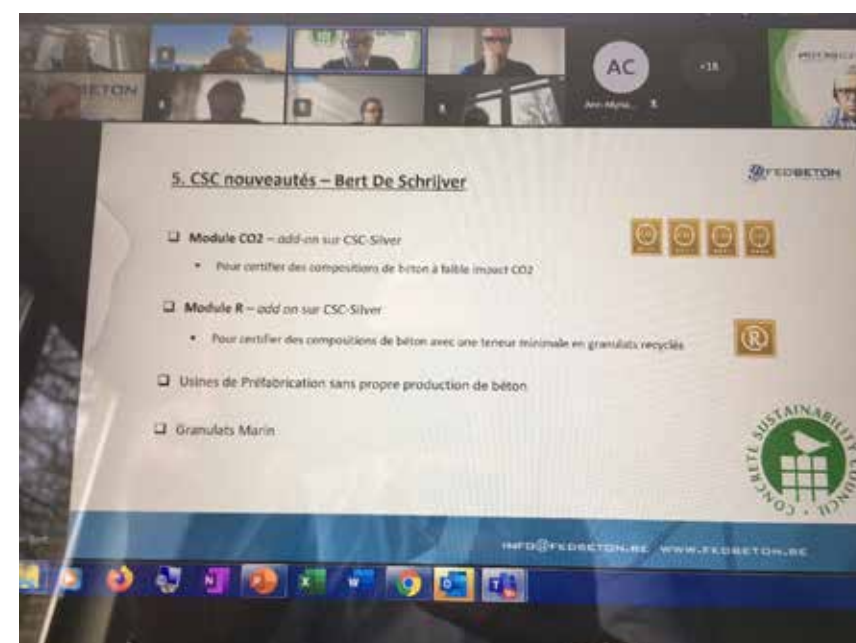 BETON
AC
+18
5. CSC nouveautés – Bert De Schrijver
FEDBETON
Module CO2 – add-on sur CSC-Silver
Pour certifier des compositions de béton à faible impact CO2
Module R – add on sur CSC-Silver
Pour certifier des compositions de béton avec une teneur minimale en granulats recyclés
R
Usines de Préfabrication sans propre production de béton
Granulats Marin
CONCRETE SUSTAINABILITY COUNCIL
INFO@FEDBETON.BE WWW.FEDBETON.BE